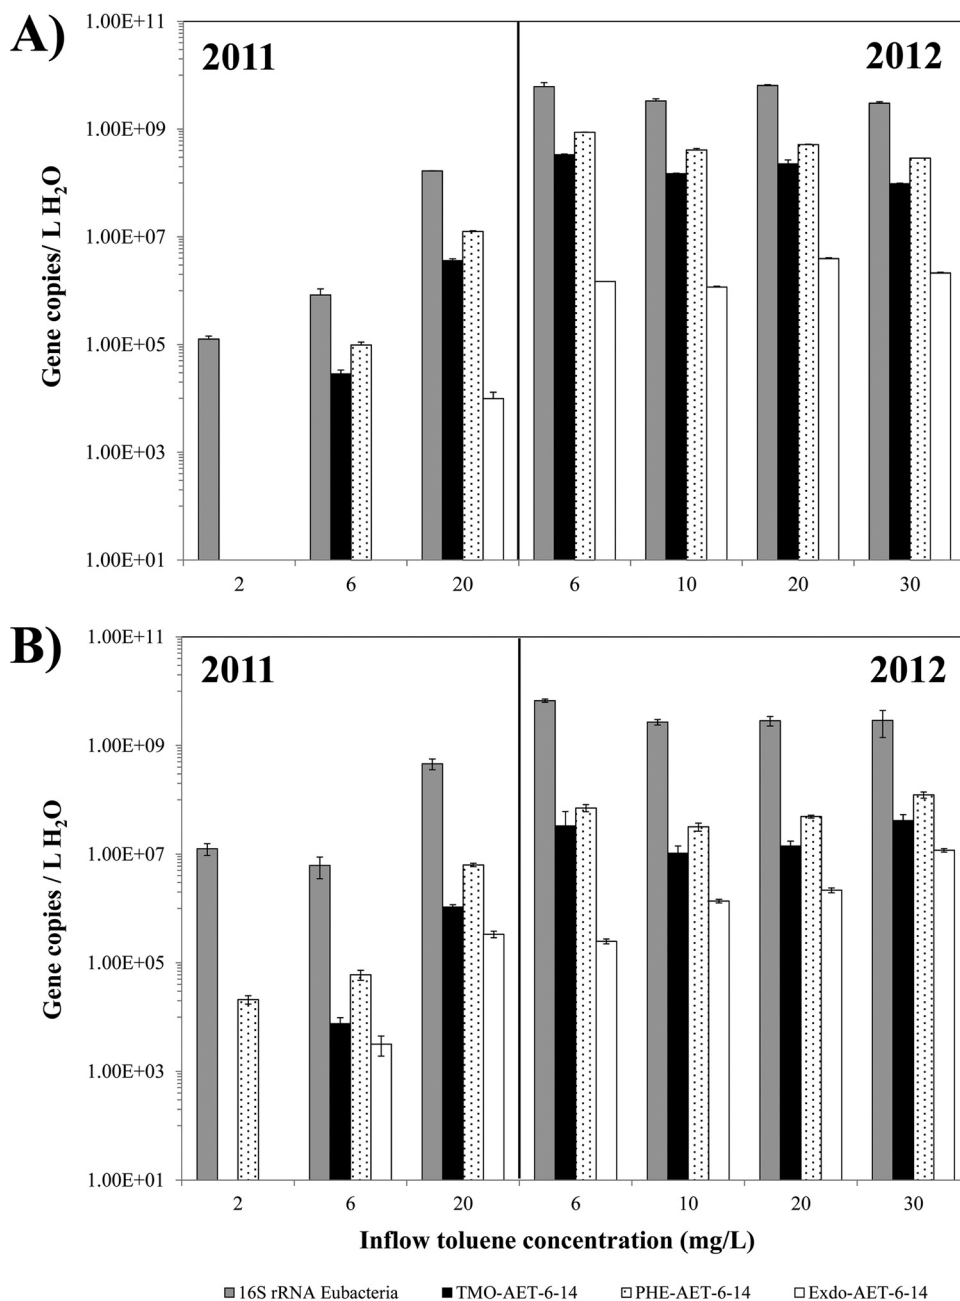 A)
2011
2012
1.00E+11
1.00E+09
1.00E+07
1.00E+05
1.00E+03
1.00E+01
Gene copies/ L H2O
2 6 20 6 10 20 30
B)
2011
2012
1.00E+11
1.00E+09
1.00E+07
1.00E+05
1.00E+03
1.00E+01
Gene copies / L H2O
2 6 20 6 10 20 30
Inflow toluene concentration (mg/L)
16S rRNA Eubacteria TMO-AET-6-14 PHE-AET-6-14 Exdo-AET-6-14